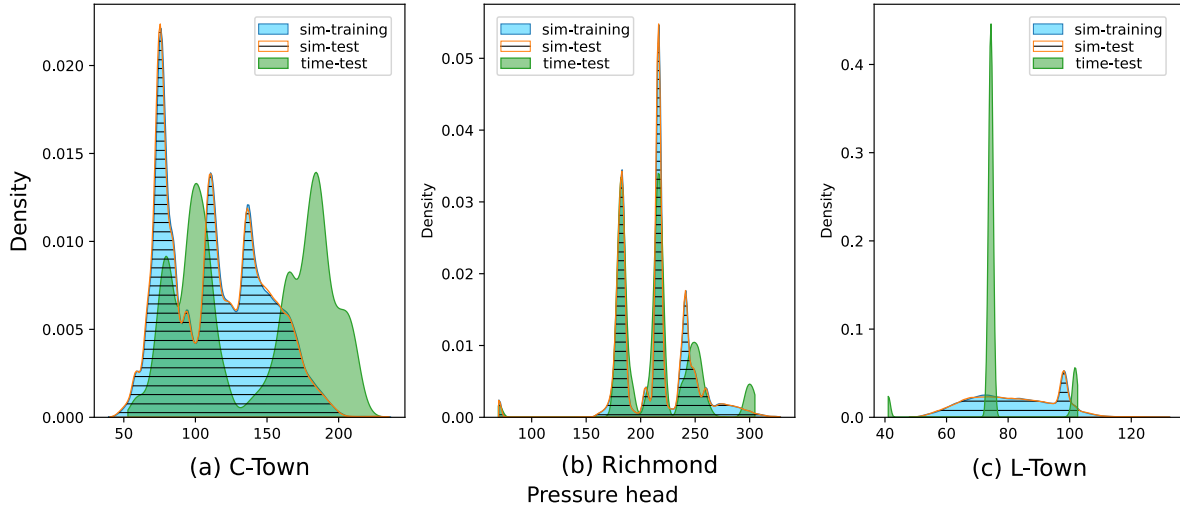 sim-training
sim-test
time-test
Density
0.000
0.005
0.010
0.015
0.020
50
100
150
200
(a) C-Town
sim-training
sim-test
time-test
Density
0.00
0.01
0.02
0.03
0.04
0.05
100
150
200
250
300
(b) Richmond
sim-training
sim-test
time-test
Density
0.0
0.1
0.2
0.3
0.4
40
60
80
100
120
(c) L-Town
Pressure head